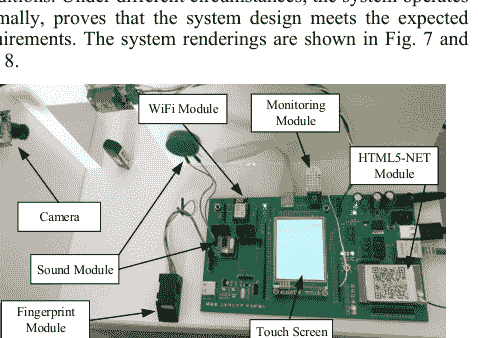 itions. Under different circumstances, the system operates
mally, proves that the system design meets the expected
uirements. The system renderings are shown in Fig. 7 and
8.
WiFi Module
Monitoring
Module
HTML5-NET
Module
Camera
Sound Module
Fingerprint
Module
Touch Screen